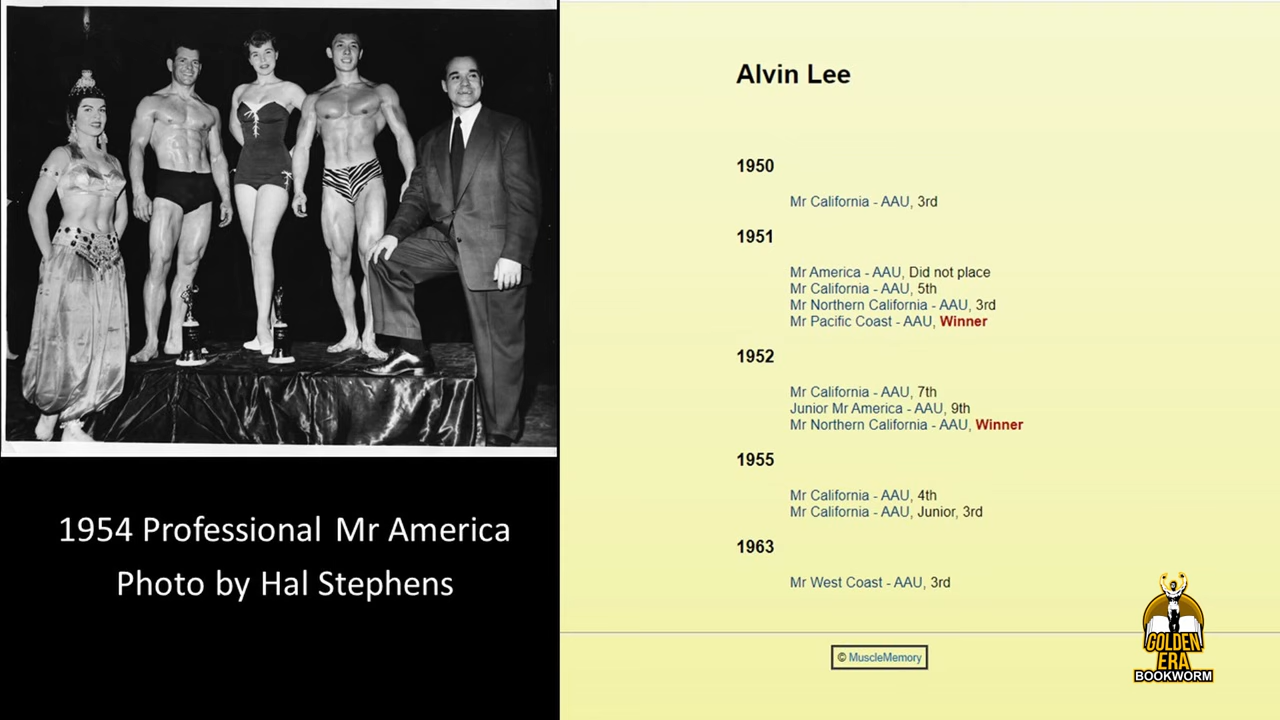 1954 Professional Mr America
Photo by Hal Stephens
Alvin Lee
1950
Mr California - AAU, 3rd
1951
Mr America - AAU, Did not place
Mr California - AAU, 5th
Mr Northern California - AAU, 3rd
Mr Pacific Coast - AAU, Winner
1952
Mr California - AAU, 7th
Junior Mr America - AAU, 9th
Mr Northern California - AAU, Winner
1955
Mr California - AAU, 4th
Mr California - AAU, Junior, 3rd
1963
Mr West Coast - AAU, 3rd
© MuscleMemory
GOLDEN
ERA
BOOKWORM